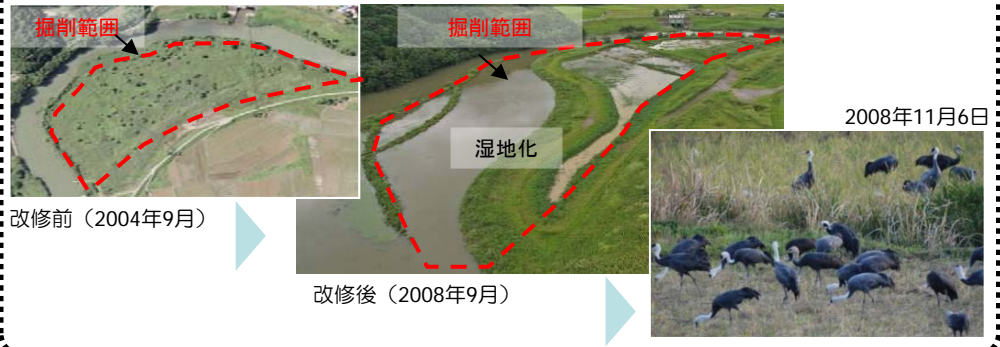 掘削範囲
掘削範囲
湿地化
2008年11月6日
改修前（2004年9月）
改修後（2008年9月）